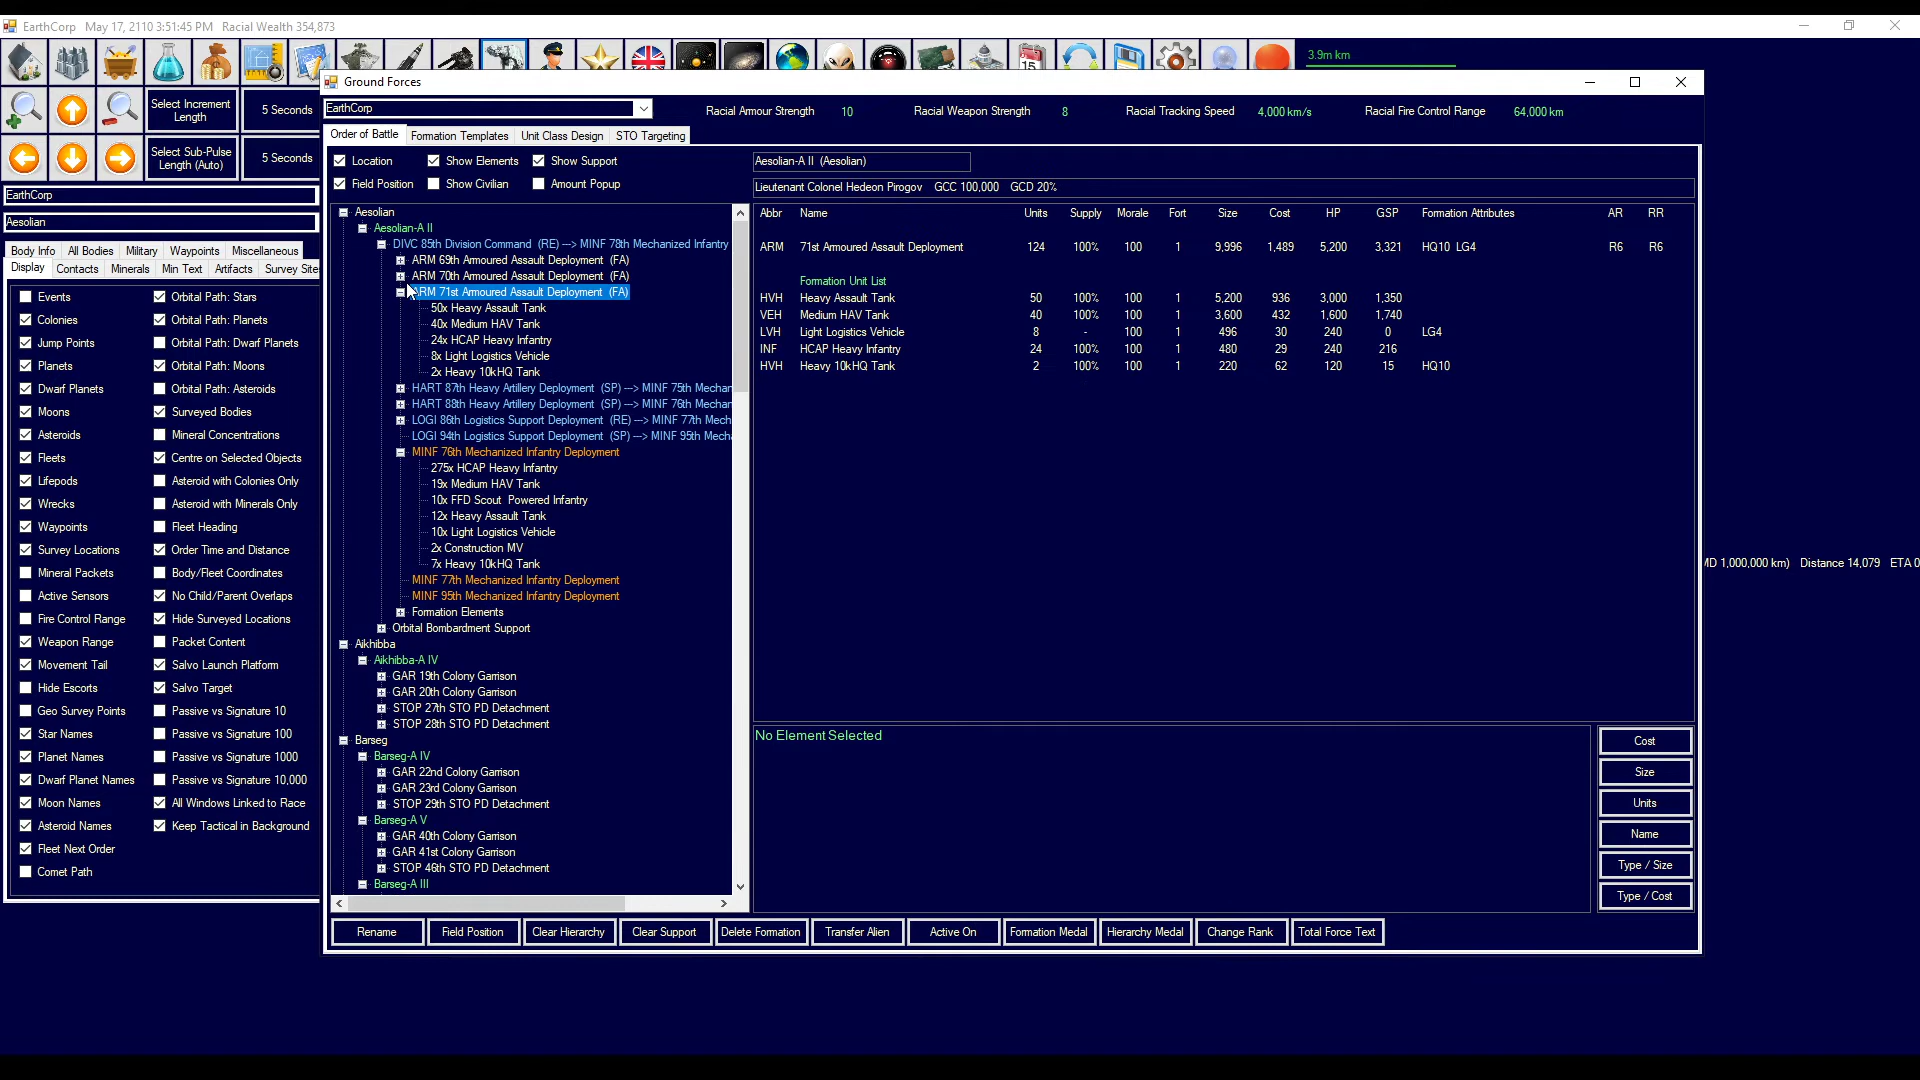 EarthCorp May 17, 2110 3:51:45 PM Racial Wealth 354,873
3.9m km
Select Increment Length
5 Seconds
Select Sub-Pulse Length (Auto)
5 Seconds
EarthCorp
Aesolian
Body Info All Bodies Military Waypoints Miscellaneous
Display Contacts Minerals Min Text Artifacts Survey Sites
Events Orbital Path: Stars
Colonies Orbital Path: Planets
Jump Points Orbital Path: Dwarf Planets
Planets Orbital Path: Moons
Dwarf Planets Orbital Path: Asteroids
Moons Surveyed Bodies
Asteroids Mineral Concentrations
Fleets Centre on Selected Objects
Lifepods Asteroid with Colonies Only
Wrecks Asteroid with Minerals Only
Waypoints Fleet Heading
Survey Locations Order Time and Distance
Mineral Packets Body/Fleet Coordinates
Active Sensors No Child/Parent Overlaps
Fire Control Range Hide Surveyed Locations
Weapon Range Packet Content
Movement Tail Salvo Launch Platform
Hide Escorts Salvo Target
Geo Survey Points Passive vs Signature 10
Star Names Passive vs Signature 100
Planet Names Passive vs Signature 1000
Dwarf Planet Names Passive vs Signature 10,000
Moon Names All Windows Linked to Race
Asteroid Names Keep Tactical in Background
Fleet Next Order
Comet Path
Ground Forces
EarthCorp
Racial Armour Strength 10 Racial Weapon Strength 8 Racial Tracking Speed 4,000 km/s Racial Fire Control Range 64,000 km
Order of Battle Formation Templates Unit Class Design STO Targeting
Location Show Elements Show Support
Field Position Show Civilian Amount Popup
Aesolian
Aesolian-A II
DIVC 85th Division Command (RE) ---> MINF 78th Mechanized Infantry
ARM 69th Armoured Assault Deployment (FA)
ARM 70th Armoured Assault Deployment (FA)
ARM 71st Armoured Assault Deployment (FA)
50x Heavy Assault Tank
40x Medium HAV Tank
24x HCAP Heavy Infantry
8x Light Logistics Vehicle
2x Heavy 10kHQ Tank
HART 87th Heavy Artillery Deployment (SP) ---> MINF 75th Mechan
HART 88th Heavy Artillery Deployment (SP) ---> MINF 76th Mechan
LOGI 86th Logistics Support Deployment (RE) ---> MINF 77th Mech
LOGI 94th Logistics Support Deployment (SP) ---> MINF 95th Mech
MINF 76th Mechanized Infantry Deployment
275x HCAP Heavy Infantry
19x Medium HAV Tank
10x FFD Scout Powered Infantry
12x Heavy Assault Tank
10x Light Logistics Vehicle
2x Construction MV
7x Heavy 10kHQ Tank
MINF 77th Mechanized Infantry Deployment
MINF 95th Mechanized Infantry Deployment
Formation Elements
Orbital Bombardment Support
Aikhibba
Aikhibba-A IV
GAR 19th Colony Garrison
GAR 20th Colony Garrison
STOP 27th STO PD Detachment
STOP 28th STO PD Detachment
Barseg
Barseg-A IV
GAR 22nd Colony Garrison
GAR 23rd Colony Garrison
STOP 29th STO PD Detachment
Barseg-A V
GAR 40th Colony Garrison
GAR 41st Colony Garrison
STOP 46th STO PD Detachment
Barseg-A III
Aesolian-A II (Aesolian)
Lieutenant Colonel Hedeon Pirogov GCC 100,000 GCD 20%
Abbr Name Units Supply Morale Fort Size Cost HP GSP Formation Attributes AR RR
ARM 71st Armoured Assault Deployment 124 100% 100 1 9,996 1,489 5,200 3,321 HQ10 LG4 R6 R6
Formation Unit List
HVH Heavy Assault Tank 50 100% 100 1 5,200 936 3,000 1,350
VEH Medium HAV Tank 40 100% 100 1 3,600 432 1,600 1,740
LVH Light Logistics Vehicle 8 - 100 1 496 30 240 0 LG4
INF HCAP Heavy Infantry 24 100% 100 1 480 29 240 216
HVH Heavy 10kHQ Tank 2 100% 100 1 220 62 120 15 HQ10
No Element Selected
Cost
Size
Units
Name
Type / Size
Type / Cost
Rename Field Position Clear Hierarchy Clear Support Delete Formation Transfer Alien Active On Formation Medal Hierarchy Medal Change Rank Total Force Text
MD 1,000,000 km) Distance 14,079 ETA 0